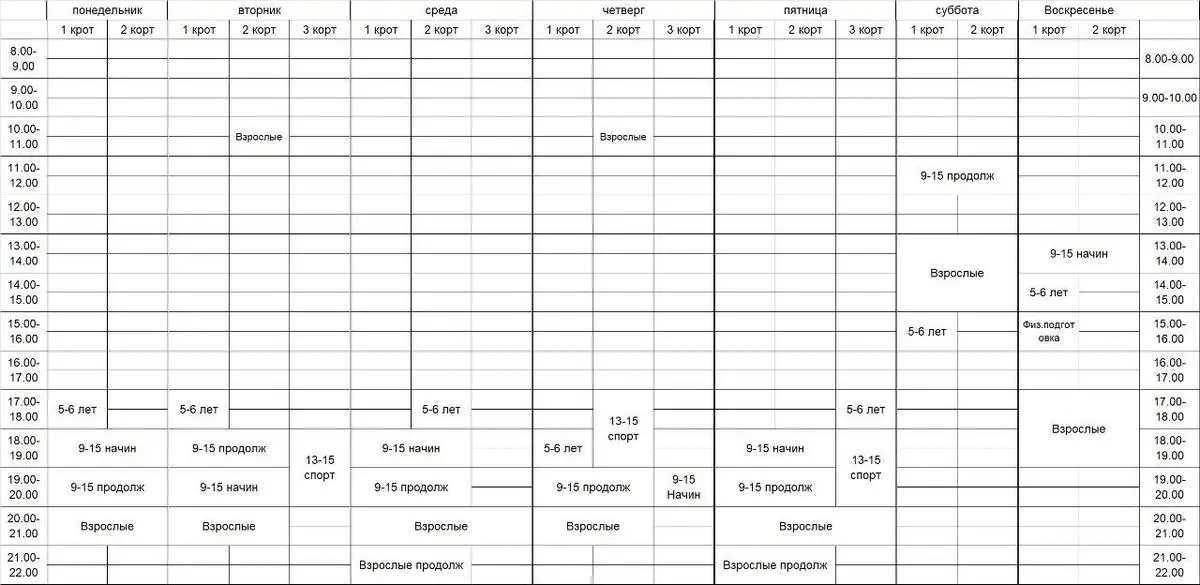 понедельник вторник среда четверг пятница суббота Воскресенье
1 крот 2 корт 1 крот 2 корт 3 корт 1 крот 2 корт 3 корт 1 крот 2 корт 3 корт 1 крот 2 корт 3 корт 1 крот 2 корт 1 крот 2 корт
8.00-
9.00
8.00-9.00
9.00-
10.00
9.00-10.00
10.00-
11.00
Взрослые
Взрослые
10.00-
11.00
11.00-
12.00
9-15 продолж
11.00-
12.00
12.00-
13.00
12.00-
13.00
13.00-
14.00
Взрослые
9-15 начин
13.00-
14.00
14.00-
15.00
5-6 лет
14.00-
15.00
15.00-
16.00
5-6 лет
Физ.подгот
овка
15.00-
16.00
16.00-
17.00
16.00-
17.00
17.00-
18.00
5-6 лет
5-6 лет
5-6 лет
13-15
спорт
5-6 лет
Взрослые
17.00-
18.00
18.00-
19.00
9-15 начин
9-15 продолж
13-15
спорт
9-15 начин
5-6 лет
9-15 начин
13-15
спорт
18.00-
19.00
19.00-
20.00
9-15 продолж
9-15 начин
9-15 продолж
9-15 продолж
9-15
Начин
9-15 продолж
19.00-
20.00
20.00-
21.00
Взрослые
Взрослые
Взрослые
Взрослые
Взрослые
20.00-
21.00
21.00-
22.00
Взрослые продолж
Взрослые продолж
21.00-
22.00